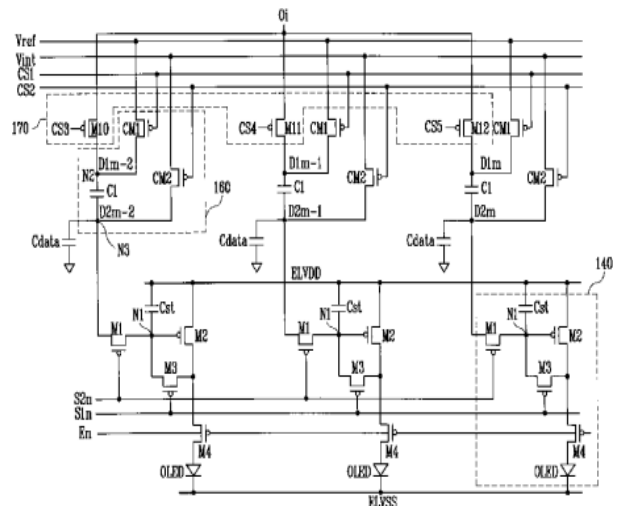 Oi
Vref
Vint
CS1
CS2
170
CS3 M10 CM1 CS4 M11 CM1 CS5 M12 CM1
D1m-2 D1m-1 D1m
N2
C1 CM2 C1 CM2 C1 CM2
D2m-2 160 D2m-1 D2m
Cdata N3 Cdata Cdata
ELVDD 140
Cst Cst Cst
N1 N1 N1
M1 M2 M1 M2 M1 M2
M3 M3 M3
S2n
S1n
En
M4 M4 M4
OLED OLED OLED
ELVSS